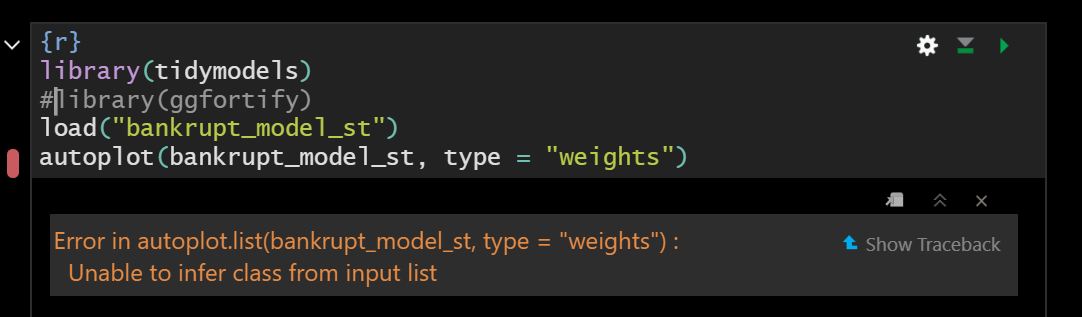 {r}
library(tidymodels)
#library(ggfortify)
load("bankrupt_model_st")
autoplot(bankrupt_model_st, type = "weights")
Error in autoplot.list(bankrupt_model_st, type = "weights") :
Show Traceback
Unable to infer class from input list